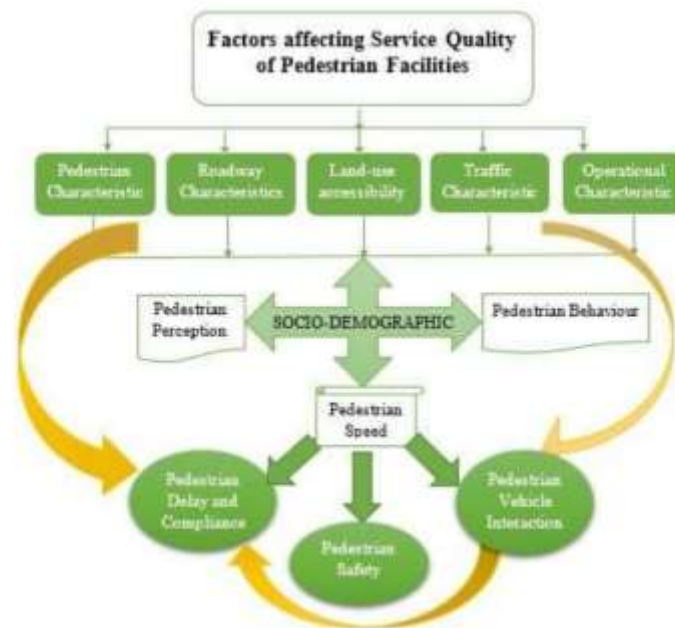 Factors affecting Service Quality
of Pedestrian Facilities
Pedestrian
Characteristic
Roadway
Characteristics
Land-use
accessibility
Traffic
Characteristic
Operational
Characteristic
Pedestrian
Perception
SOCIO-DEMOGRAPHIC
Pedestrian Behaviour
Pedestrian
Speed
Pedestrian
Delay and
Compliance
Pedestrian
Safety
Pedestrian
Vehicle
Interaction